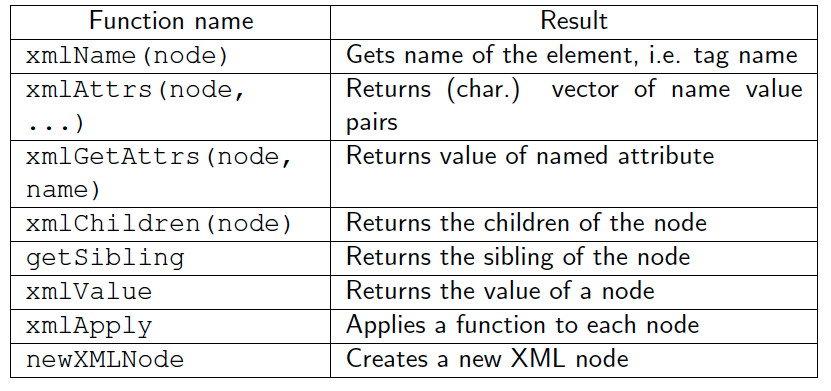 Function name Result
xmlName(node) Gets name of the element, i.e. tag name
xmlAttrs(node, Returns (char.) vector of name value
...) pairs
xmlGetAttrs(node, Returns value of named attribute
name)
xmlChildren(node) Returns the children of the node
getSibling Returns the sibling of the node
xmlValue Returns the value of a node
xmlApply Applies a function to each node
newXMLNode Creates a new XML node